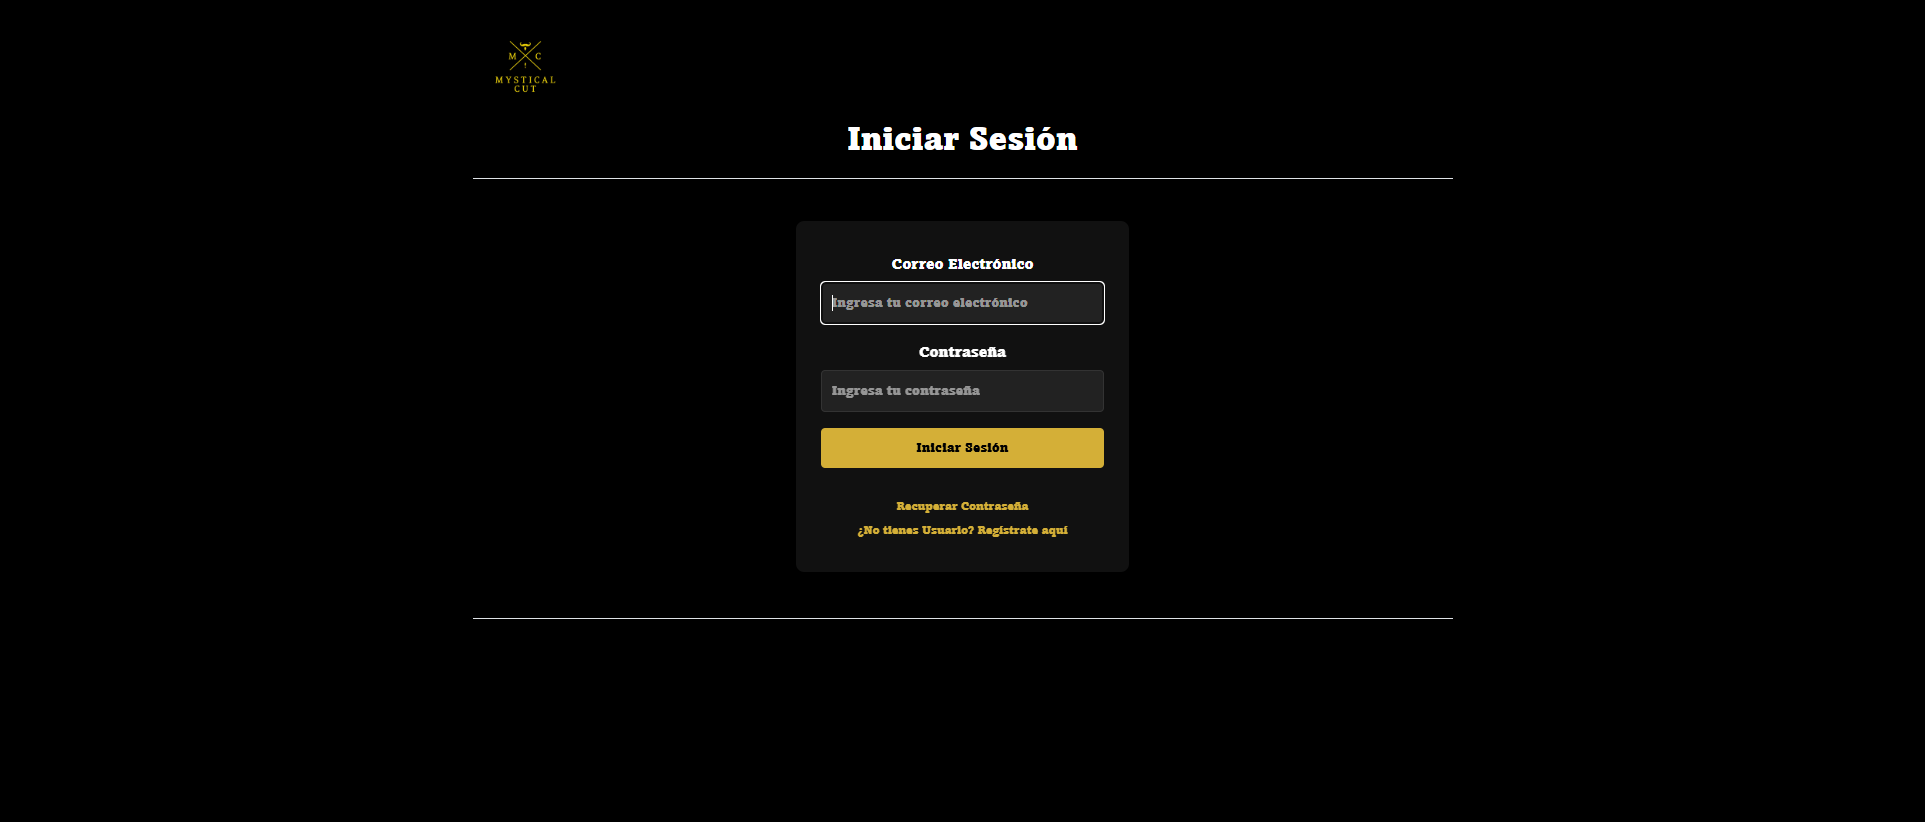 M C
MYSTICAL
CUT
Iniciar Sesión
Correo Electrónico
Ingresa tu correo electrónico
Contraseña
Ingresa tu contraseña
Iniciar Sesión
Recuperar Contraseña
¿No tienes Usuario? Regístrate aquí